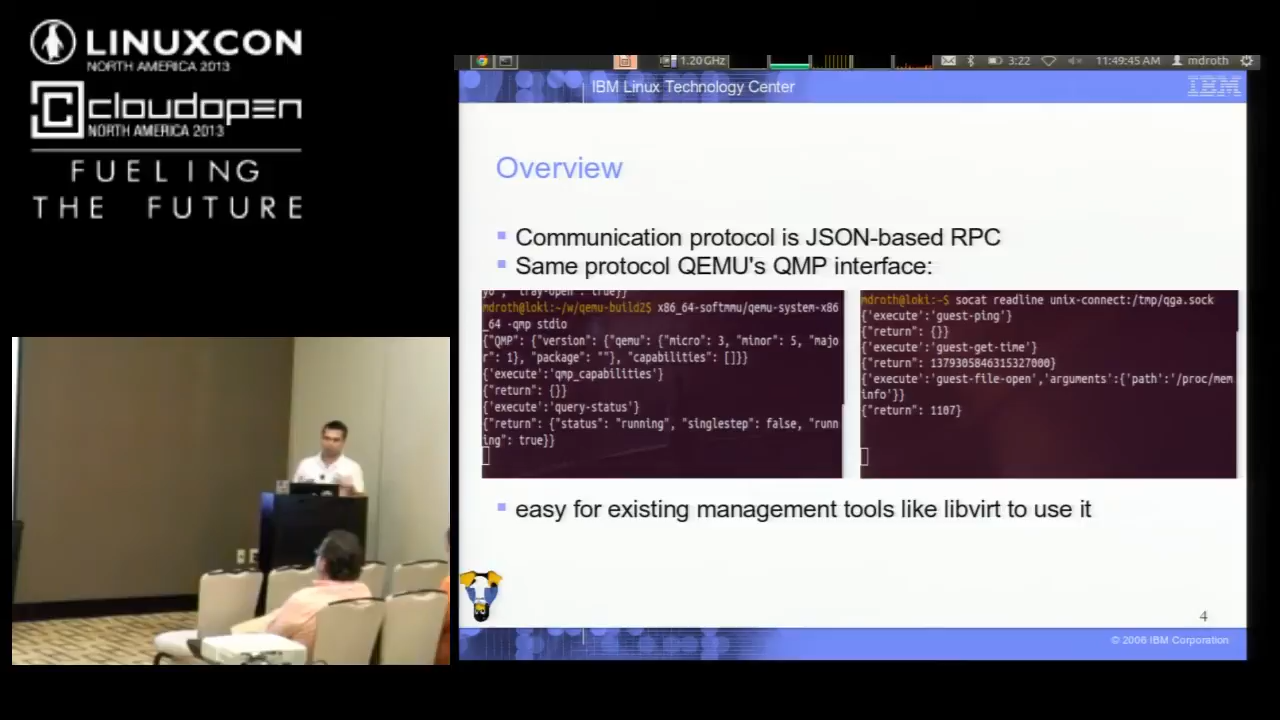 LINUXCON
NORTH AMERICA 2013
cloudopen
NORTH AMERICA 2013
FUELING
THE FUTURE
1.20 GHz
3:22
11:49:45 AM
mdroth
IBM Linux Technology Center
IBM
Overview
Communication protocol is JSON-based RPC
Same protocol QEMU's QMP interface:
yo', "tray-open": true}}
mdroth@loki:~/w/qemu-build2$ x86_64-softmmu/qemu-system-x86
_64 -qmp stdio
{"QMP": {"version": {"qemu": {"micro": 3, "minor": 5, "majo
r": 1}, "package": ""}, "capabilities": []}}
{'execute':'qmp_capabilities'}
{"return": {}}
{'execute':'query-status'}
{"return": {"status": "running", "singlestep": false, "runn
ing": true}}
mdroth@loki:~$ socat readline unix-connect:/tmp/qga.sock
{'execute':'guest-ping'}
{"return": {}}
{'execute':'guest-get-time'}
{"return": 1379305846315327000}
{'execute':'guest-file-open','arguments':{'path':'/proc/mem
info'}}
{"return": 1107}
easy for existing management tools like libvirt to use it
4
© 2006 IBM Corporation